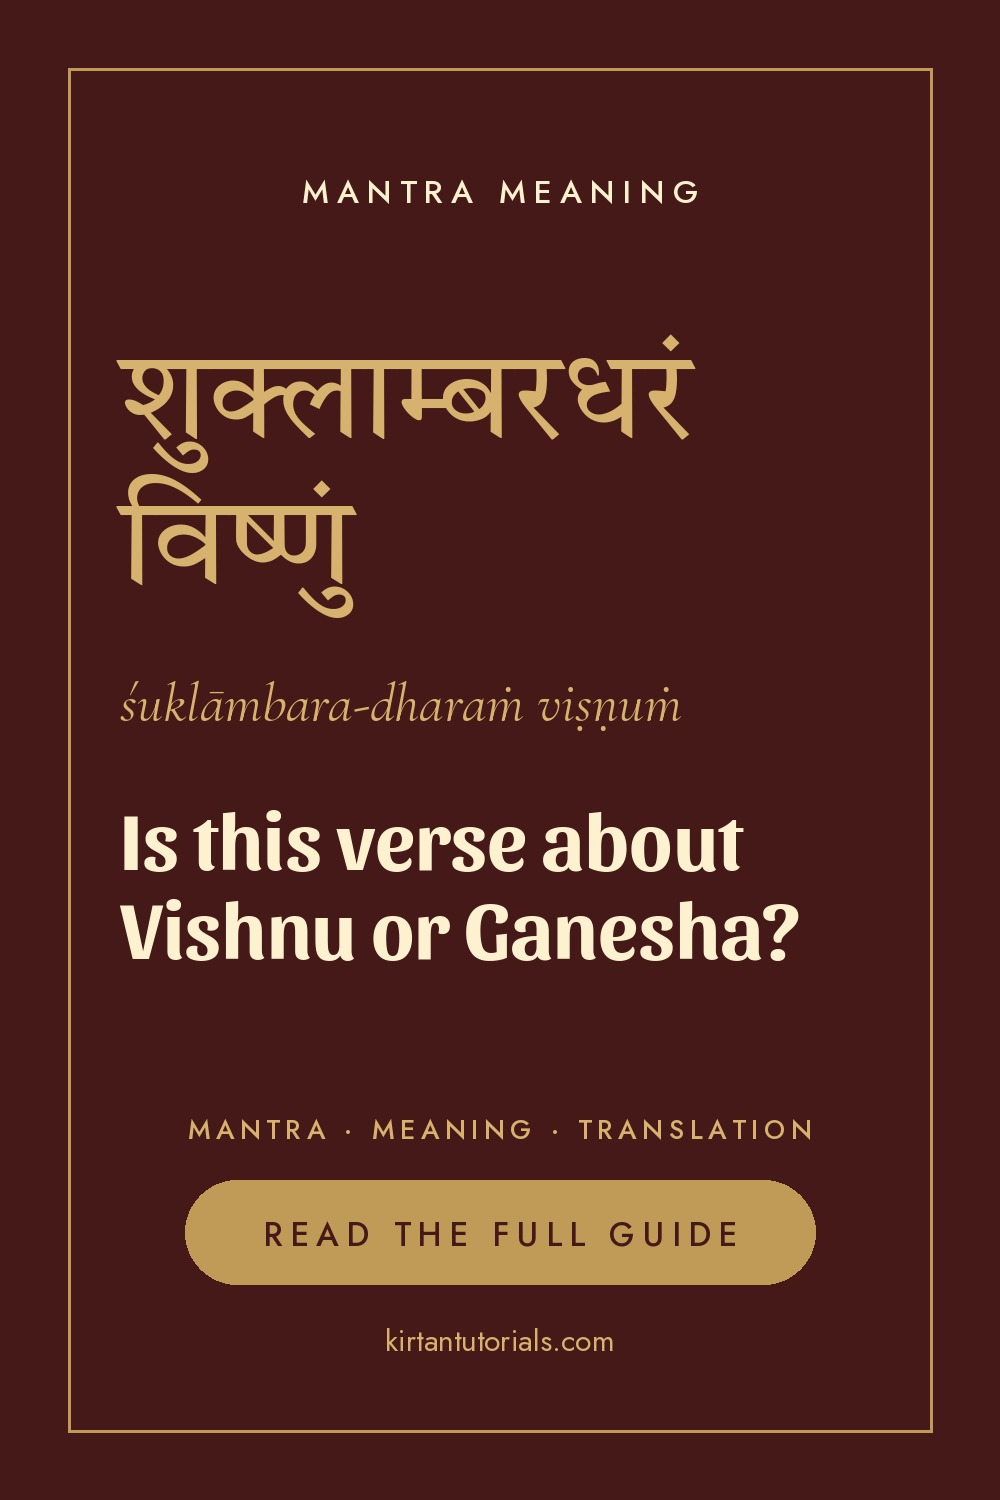 MANTRA MEANING
शुक्लाम्बरधरं
विष्णुं
śuklāmbara-dharaṁ viṣṇuṁ
Is this verse about
Vishnu or Ganesha?
MANTRA · MEANING · TRANSLATION
READ THE FULL GUIDE
kirtantutorials.com